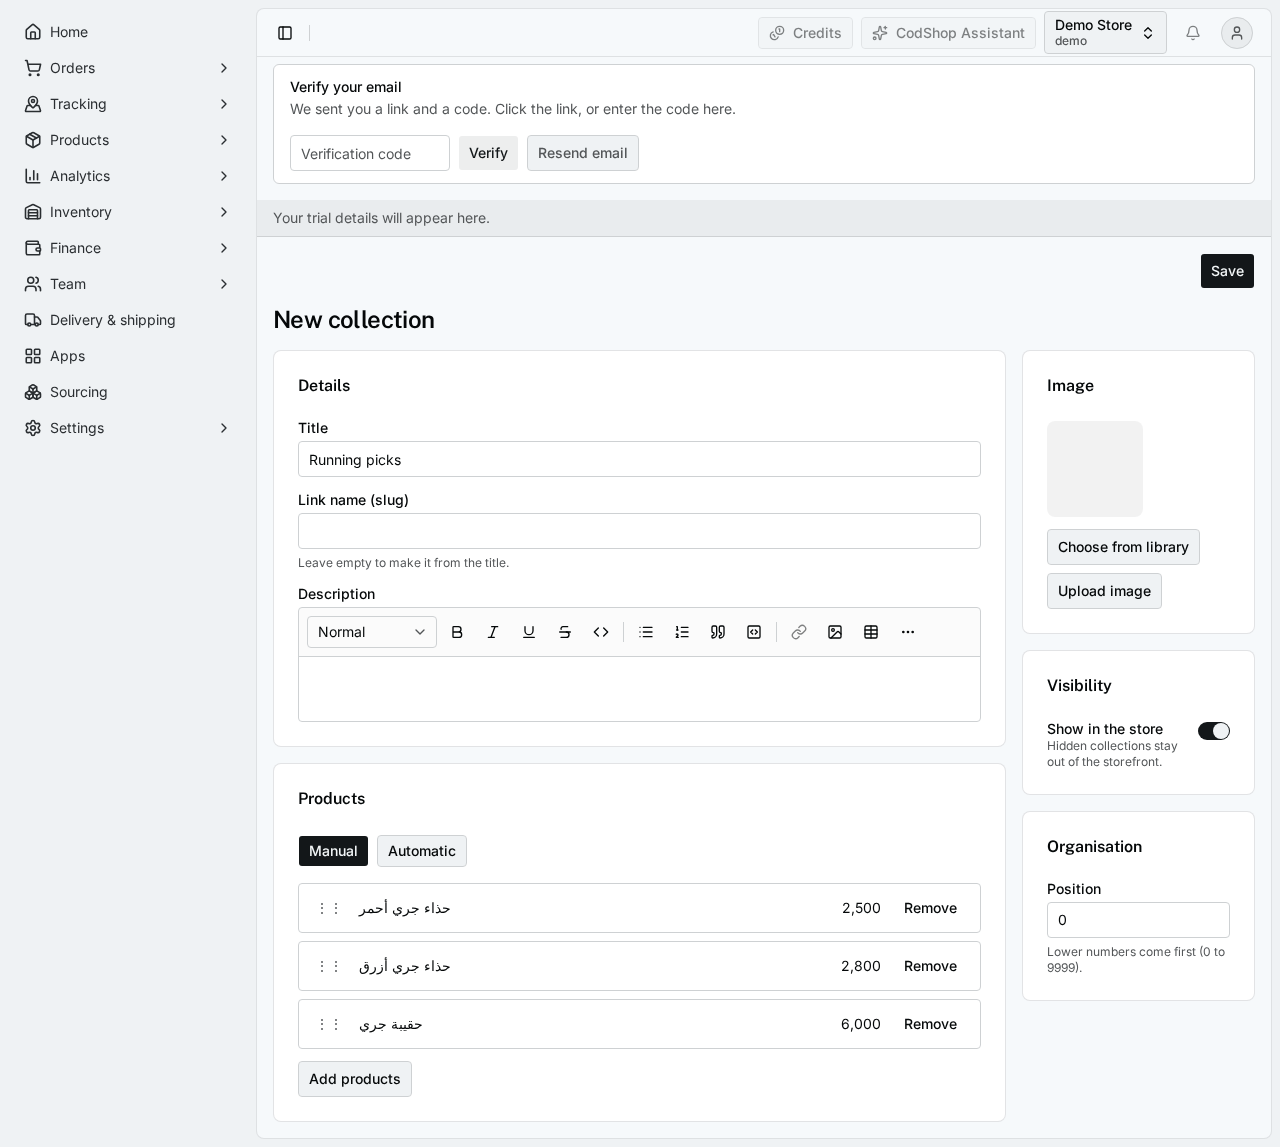 Home
Orders
Tracking
Products
Analytics
Inventory
Finance
Team
Delivery & shipping
Apps
Sourcing
Settings
Credits
CodShop Assistant
Demo Store
demo
Verify your email
We sent you a link and a code. Click the link, or enter the code here.
Verification code
Verify
Resend email
Your trial details will appear here.
Save
New collection
Details
Title
Running picks
Link name (slug)
Leave empty to make it from the title.
Description
Normal
Products
Manual
Automatic
حذاء جري أحمر
2,500
Remove
حذاء جري أزرق
2,800
Remove
حقيبة جري
6,000
Remove
Add products
Image
Choose from library
Upload image
Visibility
Show in the store
Hidden collections stay
out of the storefront.
Organisation
Position
0
Lower numbers come first (0 to
9999).